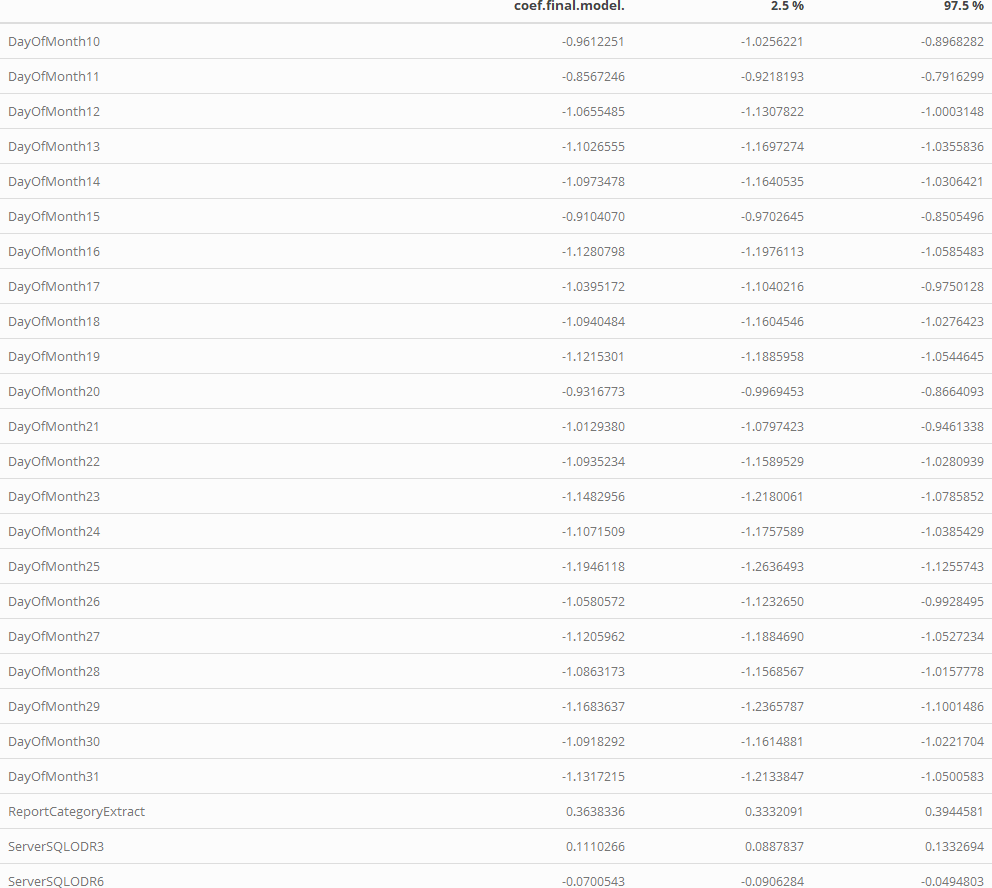 coef.final.model. 2.5 % 97.5 %
DayOfMonth10 -0.9612251 -1.0256221 -0.8968282
DayOfMonth11 -0.8567246 -0.9218193 -0.7916299
DayOfMonth12 -1.0655485 -1.1307822 -1.0003148
DayOfMonth13 -1.1026555 -1.1697274 -1.0355836
DayOfMonth14 -1.0973478 -1.1640535 -1.0306421
DayOfMonth15 -0.9104070 -0.9702645 -0.8505496
DayOfMonth16 -1.1280798 -1.1976113 -1.0585483
DayOfMonth17 -1.0395172 -1.1040216 -0.9750128
DayOfMonth18 -1.0940484 -1.1604546 -1.0276423
DayOfMonth19 -1.1215301 -1.1885958 -1.0544645
DayOfMonth20 -0.9316773 -0.9969453 -0.8664093
DayOfMonth21 -1.0129380 -1.0797423 -0.9461338
DayOfMonth22 -1.0935234 -1.1589529 -1.0280939
DayOfMonth23 -1.1482956 -1.2180061 -1.0785852
DayOfMonth24 -1.1071509 -1.1757589 -1.0385429
DayOfMonth25 -1.1946118 -1.2636493 -1.1255743
DayOfMonth26 -1.0580572 -1.1232650 -0.9928495
DayOfMonth27 -1.1205962 -1.1884690 -1.0527234
DayOfMonth28 -1.0863173 -1.1568567 -1.0157778
DayOfMonth29 -1.1683637 -1.2365787 -1.1001486
DayOfMonth30 -1.0918292 -1.1614881 -1.0221704
DayOfMonth31 -1.1317215 -1.2133847 -1.0500583
ReportCategoryExtract 0.3638336 0.3332091 0.3944581
ServerSQLODR3 0.1110266 0.0887837 0.1332694
ServerSQLODR6 -0.0700543 -0.0906284 -0.0494803